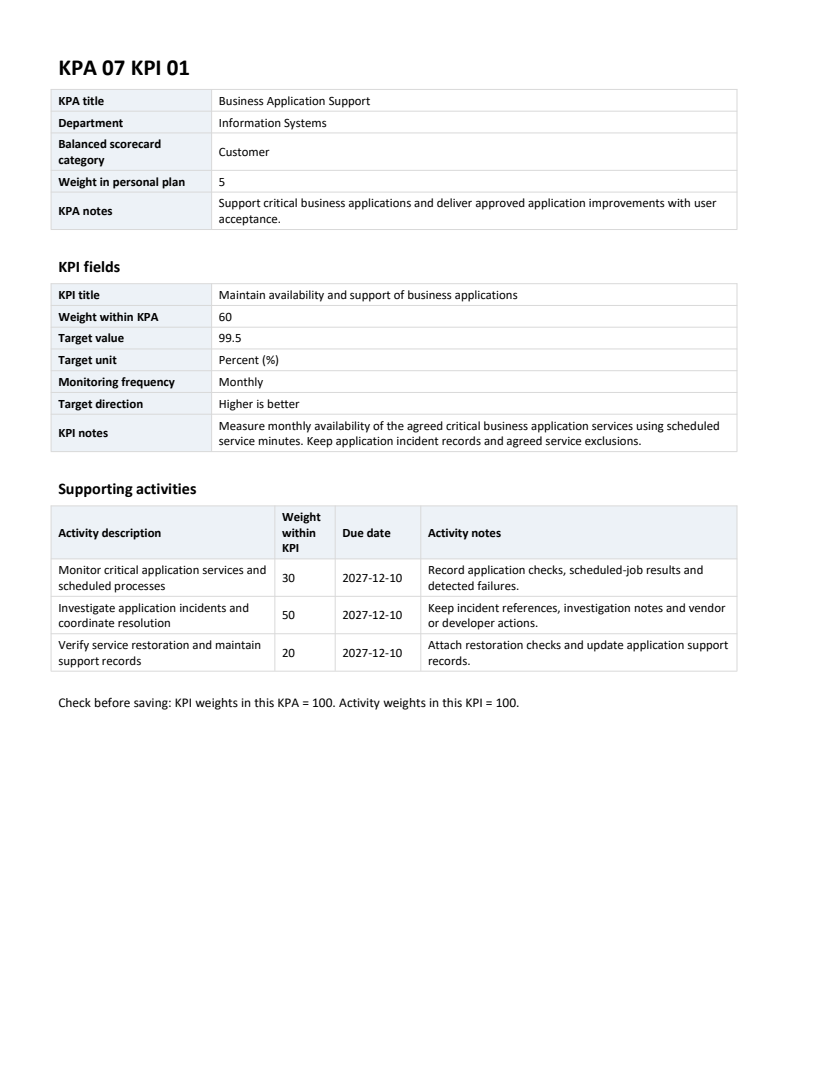 KPA 07 KPI 01
KPA title
Business Application Support
Department
Information Systems
Balanced scorecard
category
Customer
Weight in personal plan
5
KPA notes
Support critical business applications and deliver approved application improvements with user
acceptance.
KPI fields
KPI title
Maintain availability and support of business applications
Weight within KPA
60
Target value
99.5
Target unit
Percent (%)
Monitoring frequency
Monthly
Target direction
Higher is better
KPI notes
Measure monthly availability of the agreed critical business application services using scheduled
service minutes. Keep application incident records and agreed service exclusions.
Supporting activities
Activity description
Weight
within
KPI
Due date
Activity notes
Monitor critical application services and
scheduled processes
30
2027-12-10
Record application checks, scheduled-job results and
detected failures.
Investigate application incidents and
coordinate resolution
50
2027-12-10
Keep incident references, investigation notes and vendor
or developer actions.
Verify service restoration and maintain
support records
20
2027-12-10
Attach restoration checks and update application support
records.
Check before saving: KPI weights in this KPA = 100. Activity weights in this KPI = 100.